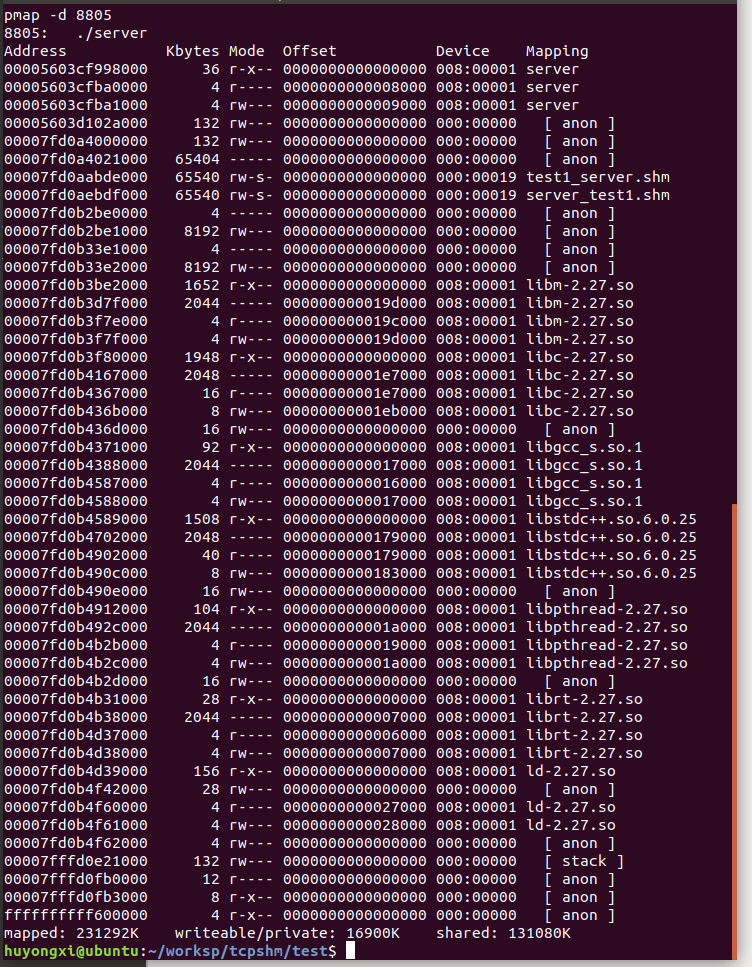 pmap -d 8805
8805:   ./server
Address           Kbytes Mode  Offset           Device    Mapping
00005603cf998000      36 r-x-- 0000000000000000 008:00001 server
00005603cfba0000       4 r---- 0000000000008000 008:00001 server
00005603cfba1000       4 rw--- 0000000000009000 008:00001 server
00005603d102a000     132 rw--- 0000000000000000 000:00000   [ anon ]
00007fd0a4000000     132 rw--- 0000000000000000 000:00000   [ anon ]
00007fd0a4021000   65404 ----- 0000000000000000 000:00000   [ anon ]
00007fd0aabde000   65540 rw-s- 0000000000000000 000:00019 test1_server.shm
00007fd0aebdf000   65540 rw-s- 0000000000000000 000:00019 server_test1.shm
00007fd0b2be0000       4 ----- 0000000000000000 000:00000   [ anon ]
00007fd0b2be1000    8192 rw--- 0000000000000000 000:00000   [ anon ]
00007fd0b33e1000       4 ----- 0000000000000000 000:00000   [ anon ]
00007fd0b33e2000    8192 rw--- 0000000000000000 000:00000   [ anon ]
00007fd0b3be2000    1652 r-x-- 0000000000000000 008:00001 libm-2.27.so
00007fd0b3d7f000    2044 ----- 000000000019d000 008:00001 libm-2.27.so
00007fd0b3f7e000       4 r---- 000000000019c000 008:00001 libm-2.27.so
00007fd0b3f7f000       4 rw--- 000000000019d000 008:00001 libm-2.27.so
00007fd0b3f80000    1948 r-x-- 0000000000000000 008:00001 libc-2.27.so
00007fd0b4167000    2048 ----- 00000000001e7000 008:00001 libc-2.27.so
00007fd0b4367000      16 r---- 00000000001e7000 008:00001 libc-2.27.so
00007fd0b436b000       8 rw--- 00000000001eb000 008:00001 libc-2.27.so
00007fd0b436d000      16 rw--- 0000000000000000 000:00000   [ anon ]
00007fd0b4371000      92 r-x-- 0000000000000000 008:00001 libgcc_s.so.1
00007fd0b4388000    2044 ----- 0000000000017000 008:00001 libgcc_s.so.1
00007fd0b4587000       4 r---- 0000000000016000 008:00001 libgcc_s.so.1
00007fd0b4588000       4 rw--- 0000000000017000 008:00001 libgcc_s.so.1
00007fd0b4589000    1508 r-x-- 0000000000000000 008:00001 libstdc++.so.6.0.25
00007fd0b4702000    2048 ----- 0000000000179000 008:00001 libstdc++.so.6.0.25
00007fd0b4902000      40 r---- 0000000000179000 008:00001 libstdc++.so.6.0.25
00007fd0b490c000       8 rw--- 0000000000183000 008:00001 libstdc++.so.6.0.25
00007fd0b490e000      16 rw--- 0000000000000000 000:00000   [ anon ]
00007fd0b4912000     104 r-x-- 0000000000000000 008:00001 libpthread-2.27.so
00007fd0b492c000    2044 ----- 000000000001a000 008:00001 libpthread-2.27.so
00007fd0b4b2b000       4 r---- 0000000000019000 008:00001 libpthread-2.27.so
00007fd0b4b2c000       4 rw--- 000000000001a000 008:00001 libpthread-2.27.so
00007fd0b4b2d000      16 rw--- 0000000000000000 000:00000   [ anon ]
00007fd0b4b31000      28 r-x-- 0000000000000000 008:00001 librt-2.27.so
00007fd0b4b38000    2044 ----- 0000000000007000 008:00001 librt-2.27.so
00007fd0b4d37000       4 r---- 0000000000006000 008:00001 librt-2.27.so
00007fd0b4d38000       4 rw--- 0000000000007000 008:00001 librt-2.27.so
00007fd0b4d39000     156 r-x-- 0000000000000000 008:00001 ld-2.27.so
00007fd0b4f42000      28 rw--- 0000000000000000 000:00000   [ anon ]
00007fd0b4f60000       4 r---- 0000000000027000 008:00001 ld-2.27.so
00007fd0b4f61000       4 rw--- 0000000000028000 008:00001 ld-2.27.so
00007fd0b4f62000       4 rw--- 0000000000000000 000:00000   [ anon ]
00007fffd0e21000     132 rw--- 0000000000000000 000:00000   [ stack ]
00007fffd0fb0000      12 r---- 0000000000000000 000:00000   [ anon ]
00007fffd0fb3000       8 r-x-- 0000000000000000 000:00000   [ anon ]
ffffffffff600000       4 r-x-- 0000000000000000 000:00000   [ anon ]
mapped: 231292K    writeable/private: 16900K    shared: 131080K
huyongxi@ubuntu:~/worksp/tcpshm/test$